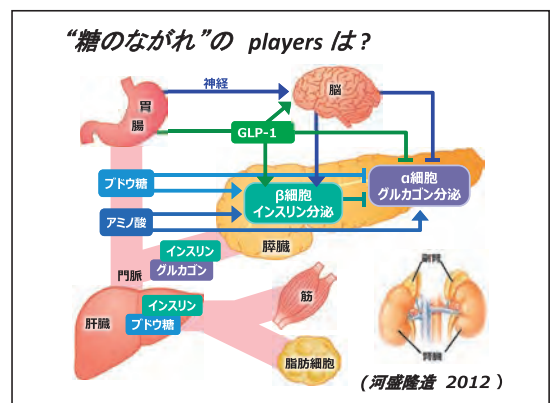 “糖のながれ”の players は?
神経
脳
胃
腸
GLP-1
ブドウ糖
アミノ酸
β細胞
インスリン分泌
α細胞
グルカゴン分泌
膵臓
インスリン
グルカゴン
門脈
肝臓
インスリン
ブドウ糖
筋
脂肪細胞
副腎
腎臓
(河盛隆造 2012)